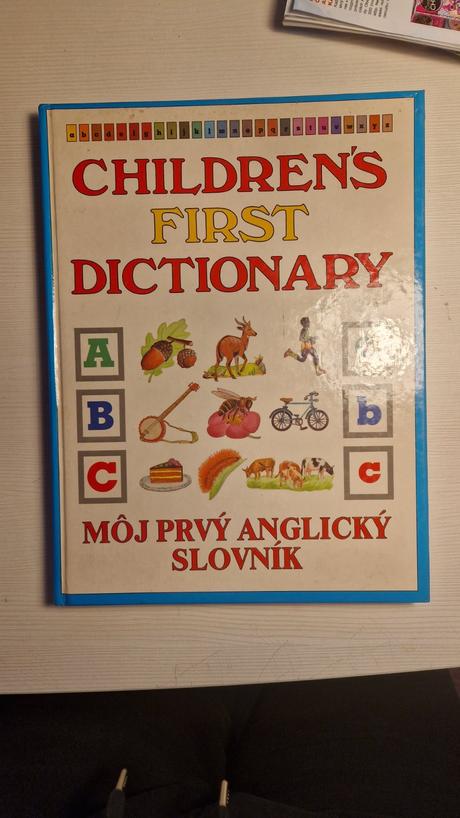 a b c d e f g h i j k l m n o p q r s t u v w x y z
CHILDREN'S
FIRST
DICTIONARY
A
B b
C c
MÔJ PRVÝ ANGLICKÝ
SLOVNÍK